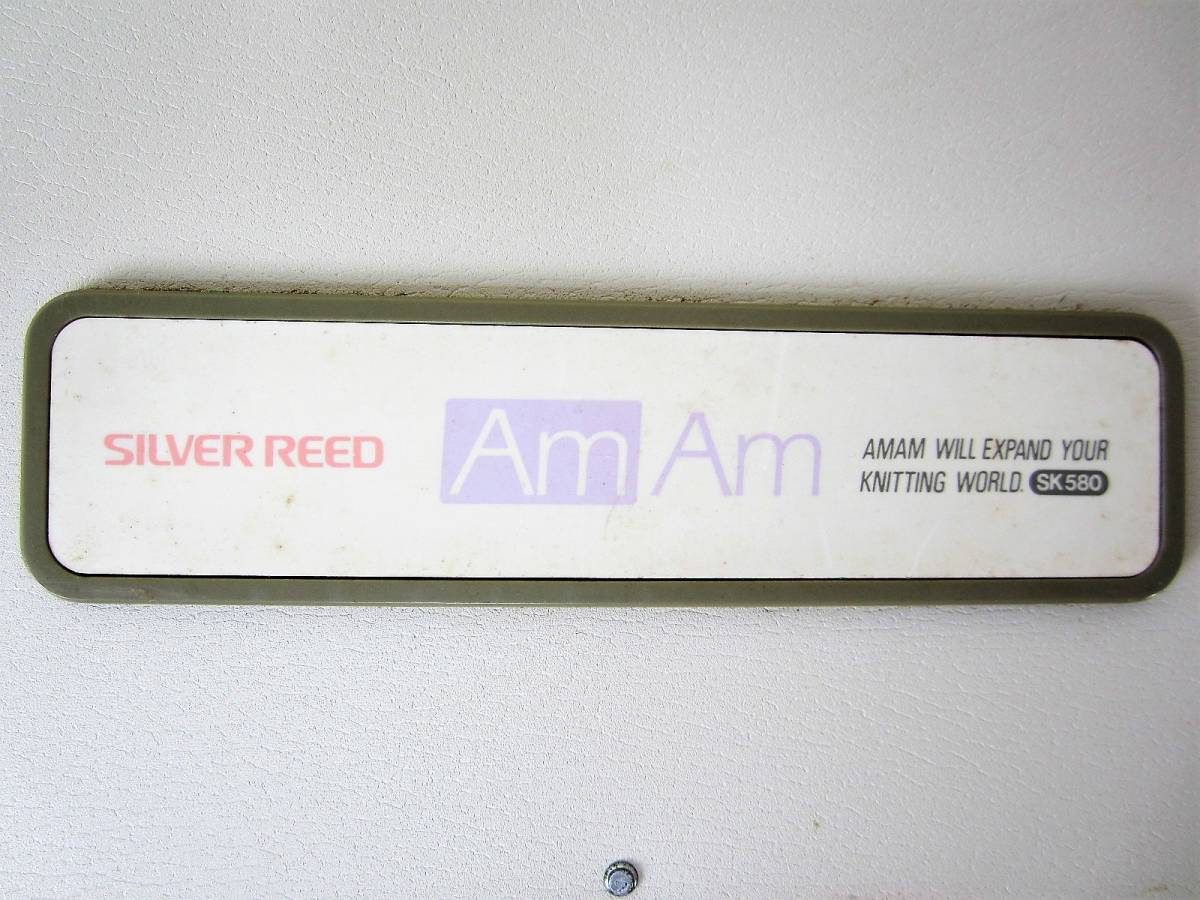 SILVER REED
Am Am
AMAM WILL EXPAND YOUR
KNITTING WORLD. SK580